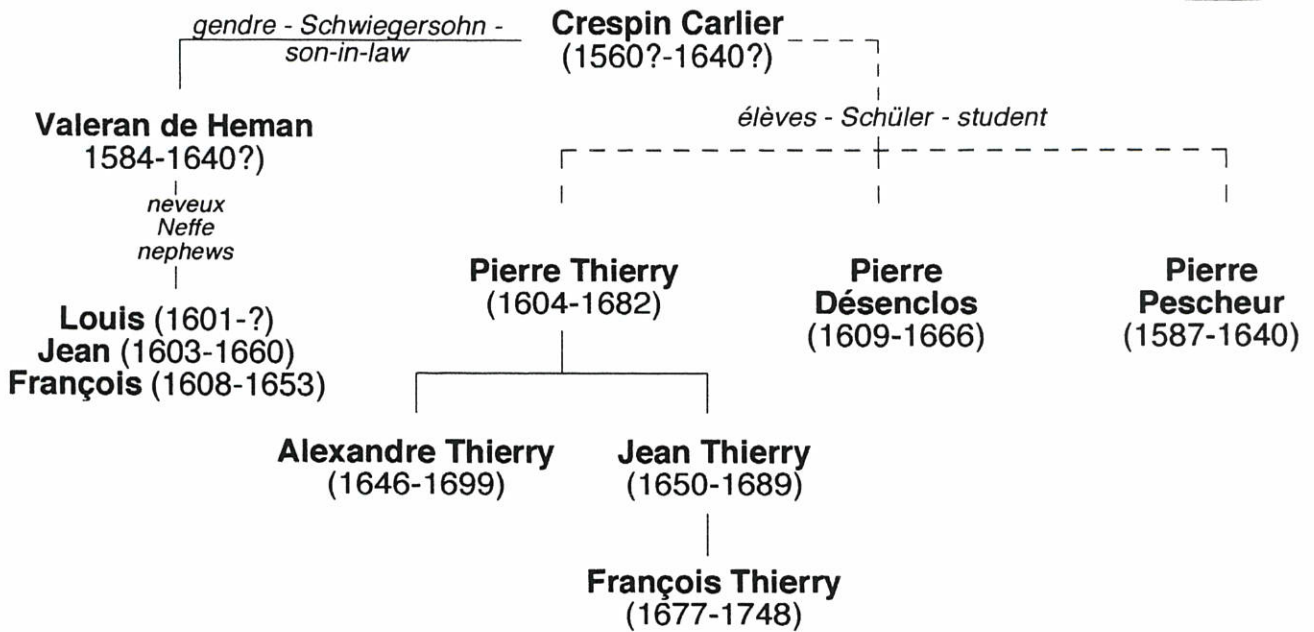 gendre - Schwiegersohn -
son-in-law
Crespin Carlier
(1560?-1640?)
Valeran de Heman
1584-1640?)
neveux
Neffe
nephews
Louis (1601-?)
Jean (1603-1660)
François (1608-1653)
élèves - Schüler - student
Pierre Thierry
(1604-1682)
Pierre
Désenclos
(1609-1666)
Pierre
Pescheur
(1587-1640)
Alexandre Thierry
(1646-1699)
Jean Thierry
(1650-1689)
François Thierry
(1677-1748)